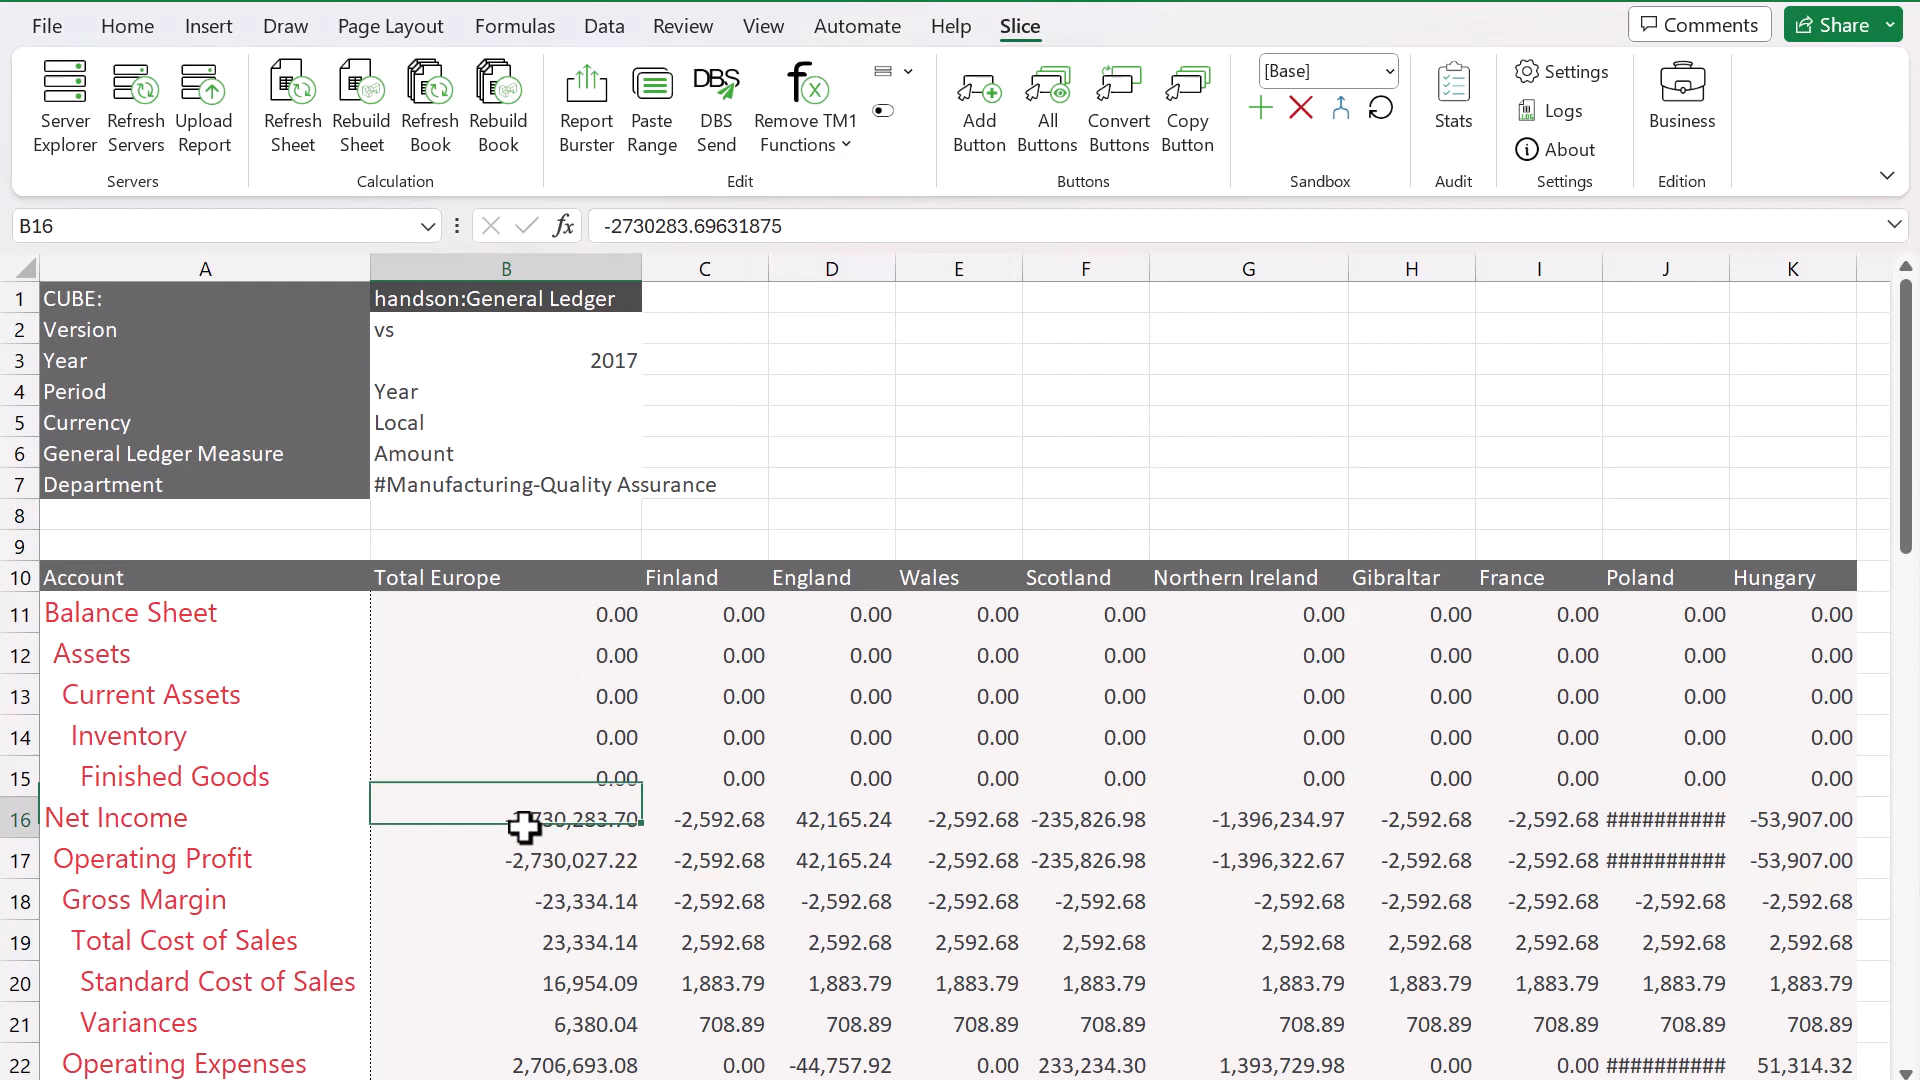 File Home Insert Draw Page Layout Formulas Data Review View Automate Help Slice Comments Share
Server Explorer
Refresh Servers
Upload Report
Servers
Refresh Sheet
Rebuild Sheet
Refresh Book
Rebuild Book
Calculation
Report Burster
Paste Range
DBS
DBS Send
Remove TM1 Functions
Edit
Add Button
All Buttons
Convert Buttons
Copy Button
Buttons
[Base]
Sandbox
Stats
Audit
Settings
Logs
About
Settings
Business
Edition
B16 fx -2730283.69631875
A B C D E F G H I J K
1 CUBE: handson:General Ledger
2 Version vs
3 Year 2017
4 Period Year
5 Currency Local
6 General Ledger Measure Amount
7 Department #Manufacturing-Quality Assurance
8
9
10 Account Total Europe Finland England Wales Scotland Northern Ireland Gibraltar France Poland Hungary
11 Balance Sheet 0.00 0.00 0.00 0.00 0.00 0.00 0.00 0.00 0.00 0.00
12 Assets 0.00 0.00 0.00 0.00 0.00 0.00 0.00 0.00 0.00 0.00
13 Current Assets 0.00 0.00 0.00 0.00 0.00 0.00 0.00 0.00 0.00 0.00
14 Inventory 0.00 0.00 0.00 0.00 0.00 0.00 0.00 0.00 0.00 0.00
15 Finished Goods 0.00 0.00 0.00 0.00 0.00 0.00 0.00 0.00 0.00 0.00
16 Net Income 730,283.70 -2,592.68 42,165.24 -2,592.68 -235,826.98 -1,396,234.97 -2,592.68 -2,592.68 ########## -53,907.00
17 Operating Profit -2,730,027.22 -2,592.68 42,165.24 -2,592.68 -235,826.98 -1,396,322.67 -2,592.68 -2,592.68 ########## -53,907.00
18 Gross Margin -23,334.14 -2,592.68 -2,592.68 -2,592.68 -2,592.68 -2,592.68 -2,592.68 -2,592.68 -2,592.68 -2,592.68
19 Total Cost of Sales 23,334.14 2,592.68 2,592.68 2,592.68 2,592.68 2,592.68 2,592.68 2,592.68 2,592.68 2,592.68
20 Standard Cost of Sales 16,954.09 1,883.79 1,883.79 1,883.79 1,883.79 1,883.79 1,883.79 1,883.79 1,883.79 1,883.79
21 Variances 6,380.04 708.89 708.89 708.89 708.89 708.89 708.89 708.89 708.89 708.89
22 Operating Expenses 2,706,693.08 0.00 -44,757.92 0.00 233,234.30 1,393,729.98 0.00 0.00 ########## 51,314.32